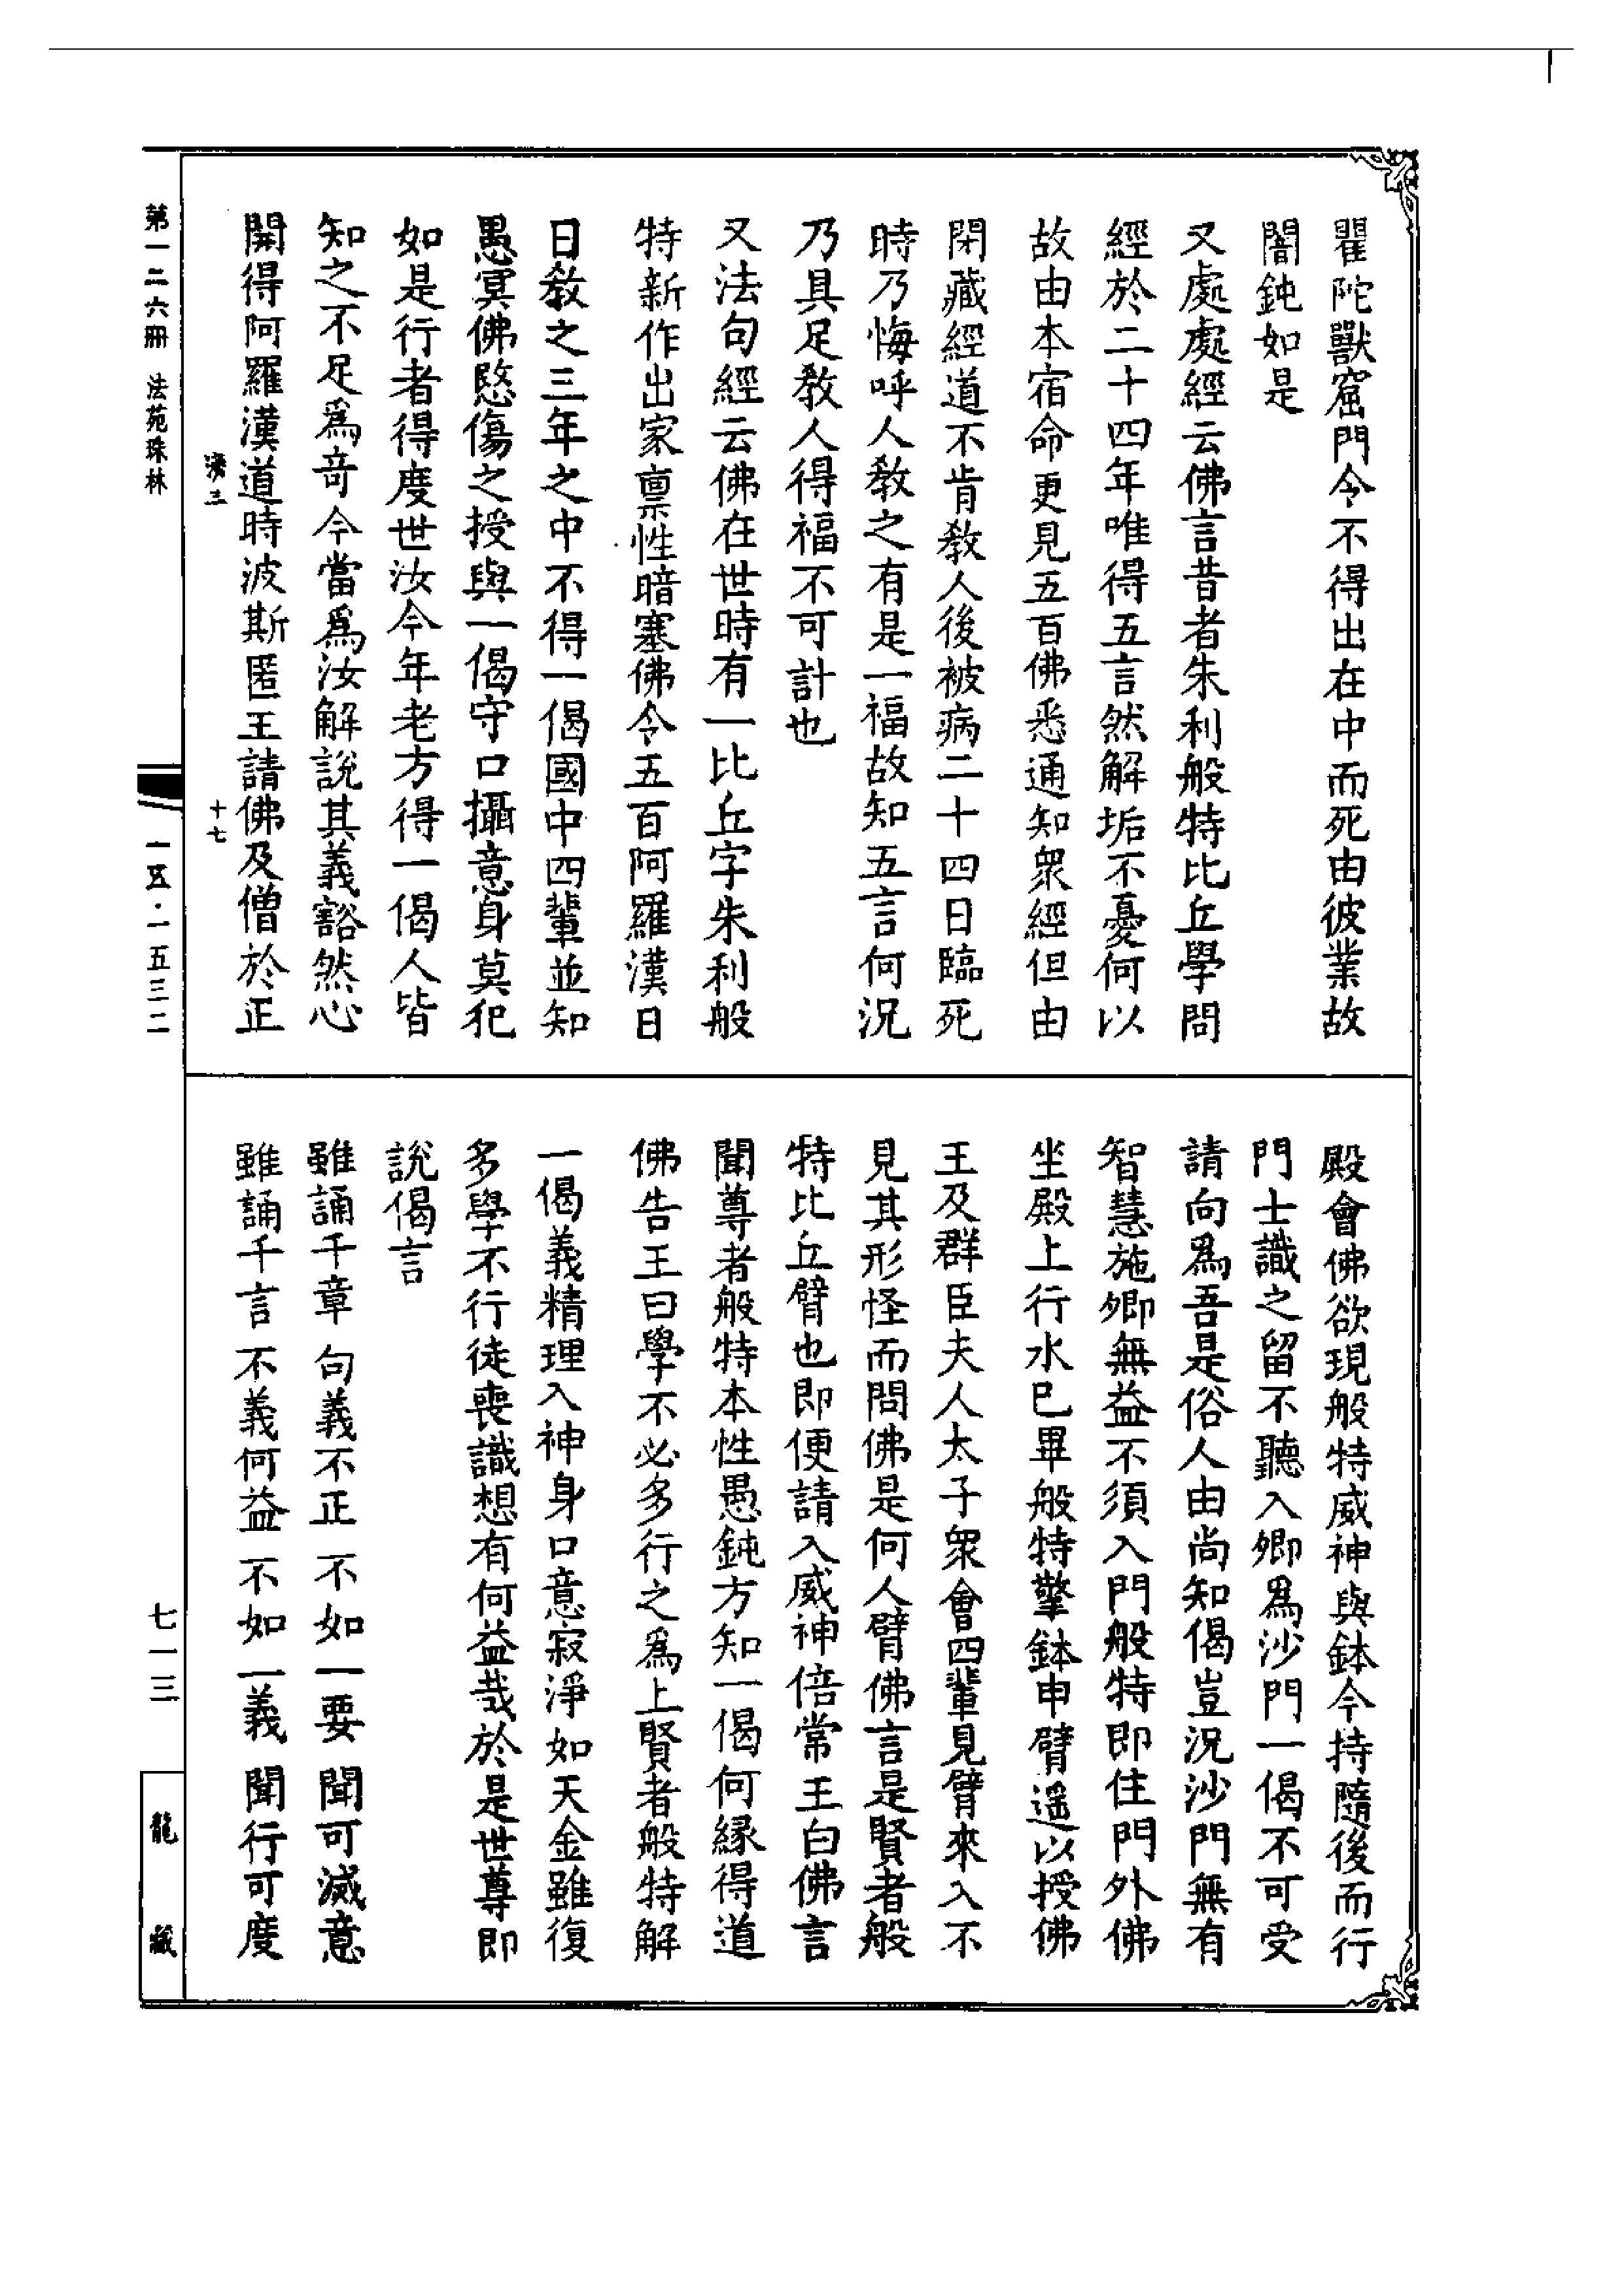 瞿陀獸窟門令不得出在中而死由彼業故
闇鈍如是
又處處經云佛言昔者朱利般特比丘學問
經於二十四年唯得五言然解垢不憂何以
故由本宿命更見五百佛悉通知衆經但由
閉藏經道不肯教人後被病二十四日臨死
時乃悔呼人教之有是一福故知五言何況
乃具足教人得福不可計也
又法句經云佛在世時有一比丘字朱利般
特新作出家禀性暗塞佛令五百阿羅漢日
日教之三年之中不得一偈國中四輩並知
愚冥佛愍傷之授與一偈守口攝意身莫犯
如是行者得度世汝今年老方得一偈人皆
知之不足爲奇今當爲汝解說其義豁然心
開得阿羅漢道時波斯匿王請佛及僧於正
殿會佛欲現般特威神與鉢令持隨後而行
門士識之留不聽入卿爲沙門一偈不可受
請向爲吾是俗人由尚知偈豈況沙門無有
智慧施卿無益不須入門般特即住門外佛
坐殿上行水已畢般特擎鉢申臂遥以授佛
王及群臣夫人太子衆會四輩見臂來入不
見其形怪而問佛是何人臂佛言是賢者般
特比丘臂也即便請入威神倍常王白佛言
聞尊者般特本性愚鈍方知一偈何緣得道
佛告王曰學不必多行之爲上賢者般特解
一偈義精理入神身口意寂淨如天金雖復
多學不行徒喪識想有何益哉於是世尊即
說偈言
雖誦千章 句義不正 不如一要 聞可滅意
雖誦千言 不義何益 不如一義 聞行可度
濟三
十七
第一二六冊 法苑珠林
一五·一五三二
七一三
龍藏